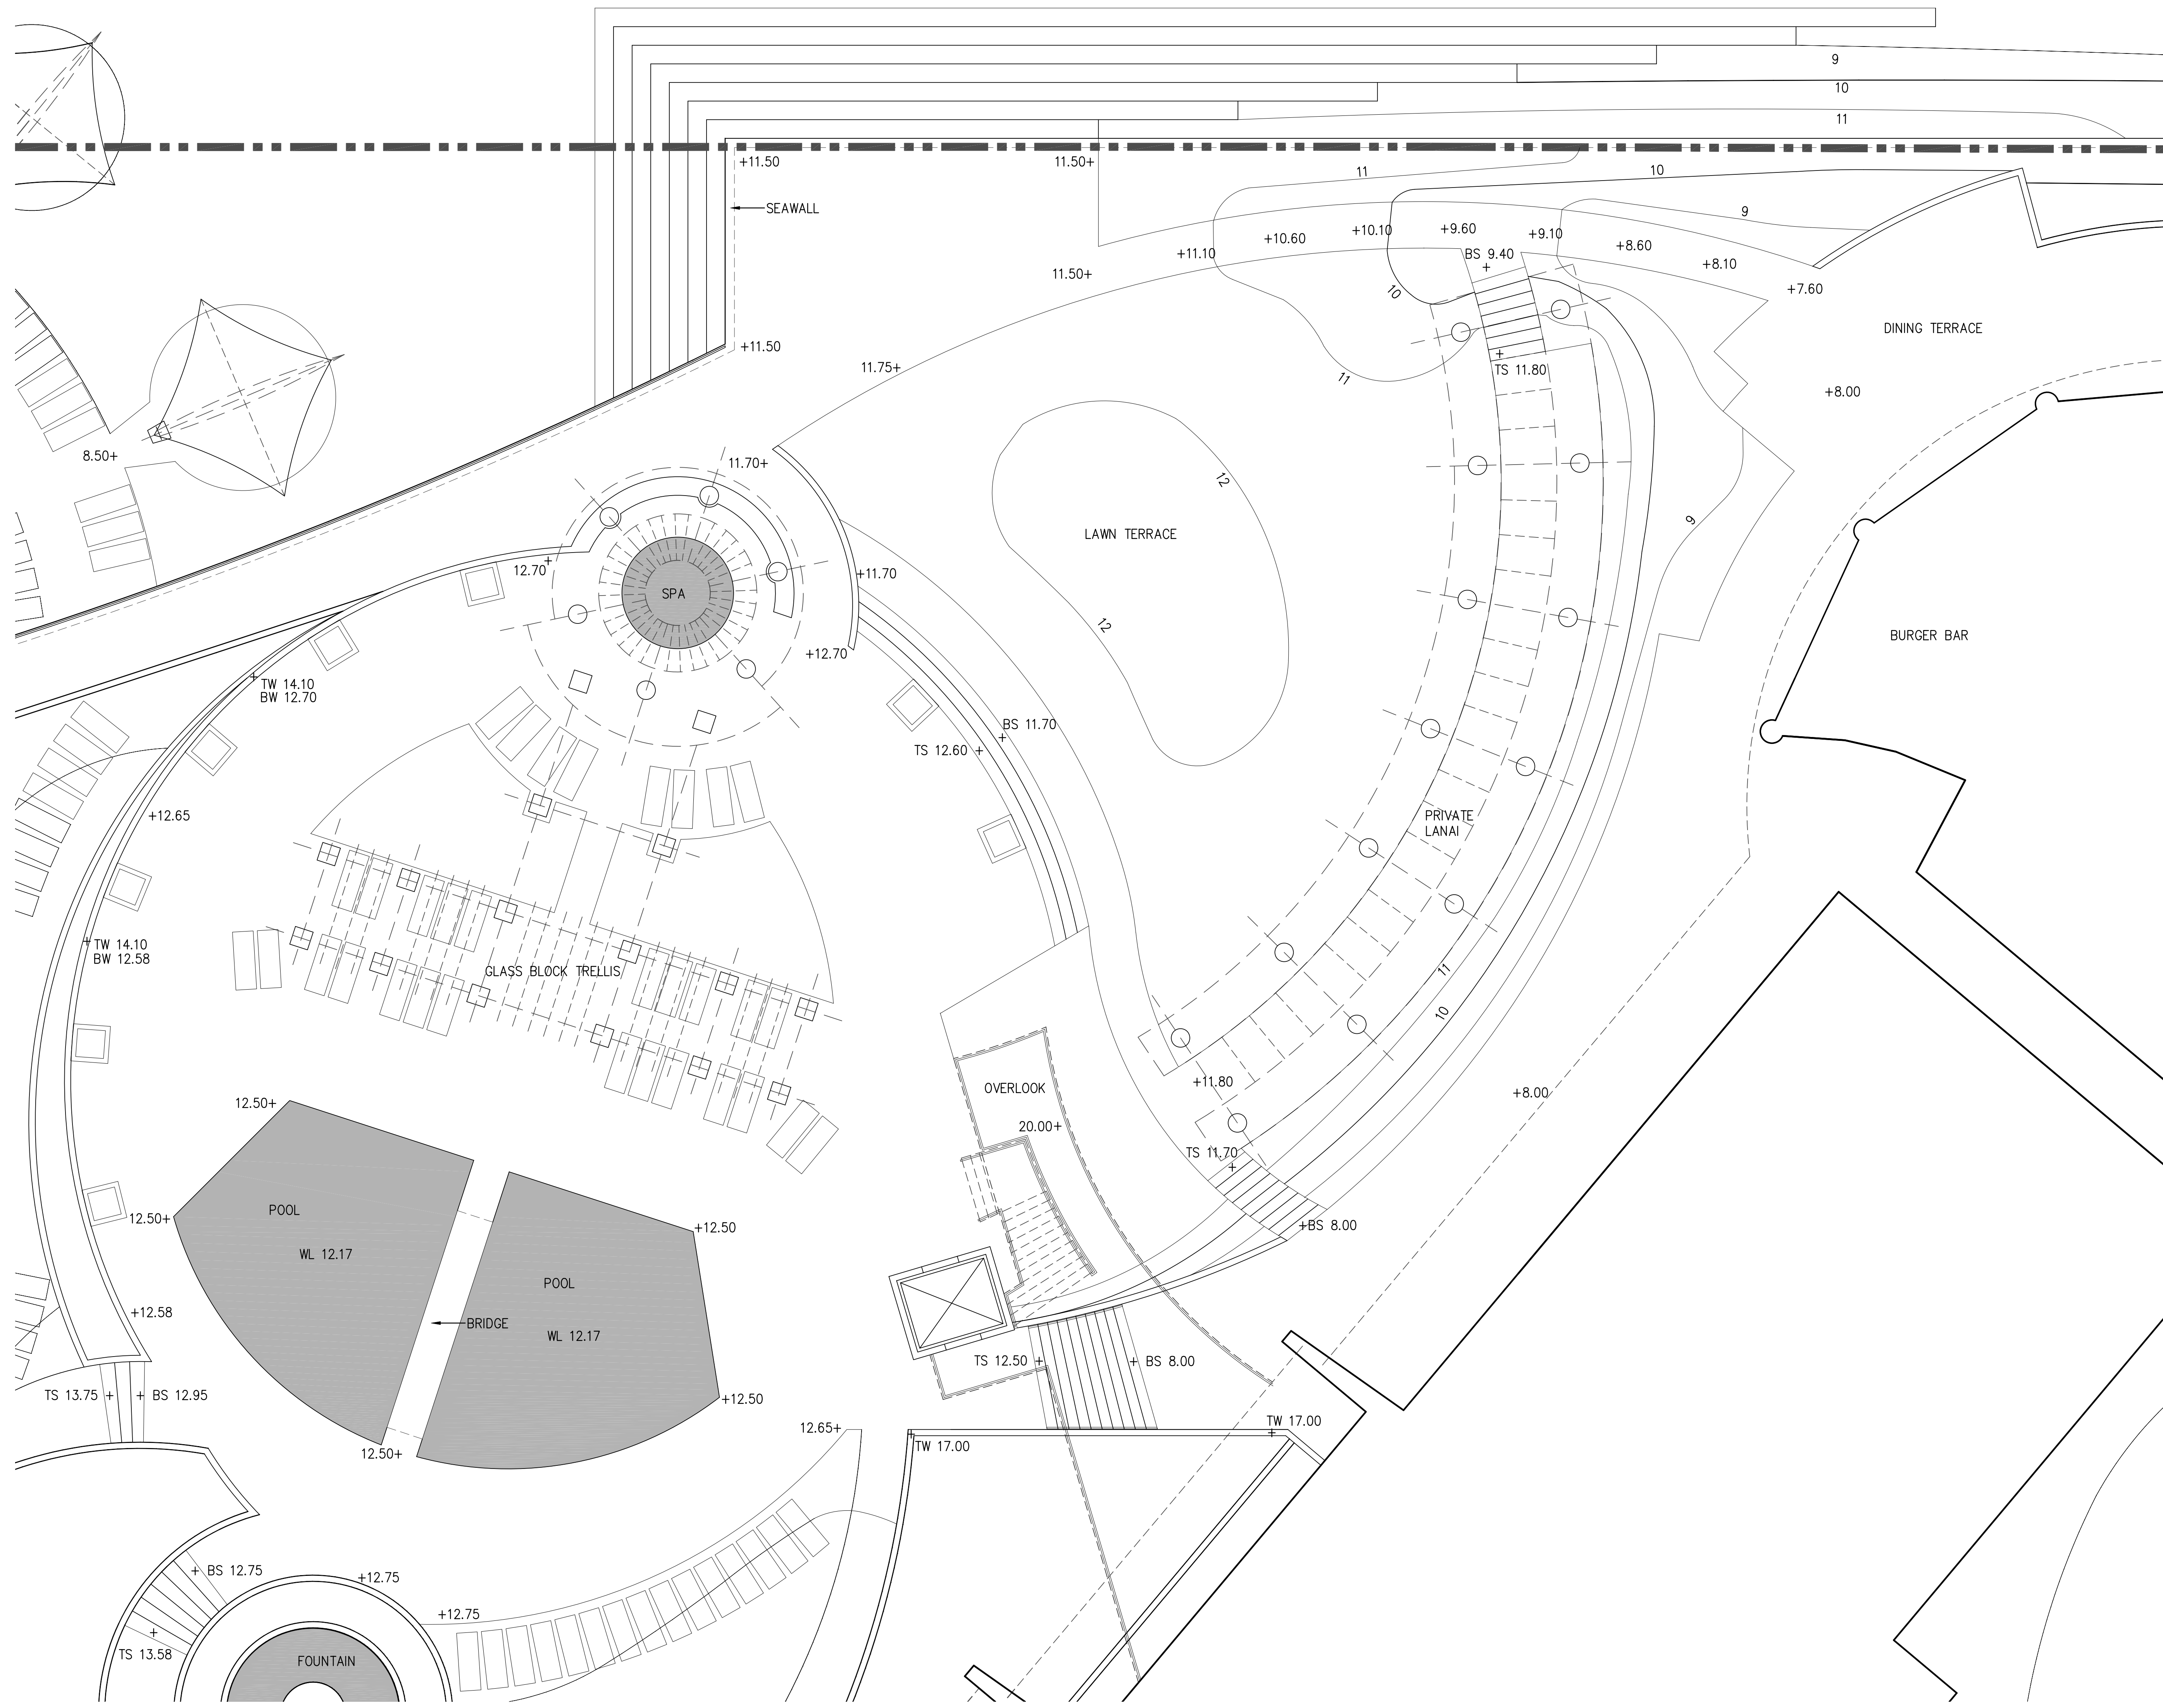 9
10
11
+11.50
11.50+
11
10
SEAWALL
9
+9.60
+10.10
+9.10
+10.60
+8.60
+11.10
BS 9.40
+
+8.10
11.50+
+7.60
10
DINING TERRACE
+11.50
+
TS 11.80
11.75+
11
+8.00
8.50+
11.70+
12
9
LAWN TERRACE
12.70+
+11.70
SPA
12
BURGER BAR
+12.70
+
TW 14.10
BW 12.70
BS 11.70
+
TS 12.60 +
+12.65
PRIVATE
LANAI
+
TW 14.10
BW 12.58
GLASS BLOCK TRELLIS
11
10
+11.80
OVERLOOK
+8.00
12.50+
20.00+
TS 11.70
+
POOL
12.50+
+12.50
+BS 8.00
WL 12.17
POOL
+12.58
BRIDGE
WL 12.17
TS 12.50 +
+ BS 8.00
TS 13.75 +
+ BS 12.95
+12.50
12.65+
TW 17.00
+
+
TW 17.00
12.50+
+ BS 12.75
+12.75
+12.75
+
TS 13.58
FOUNTAIN